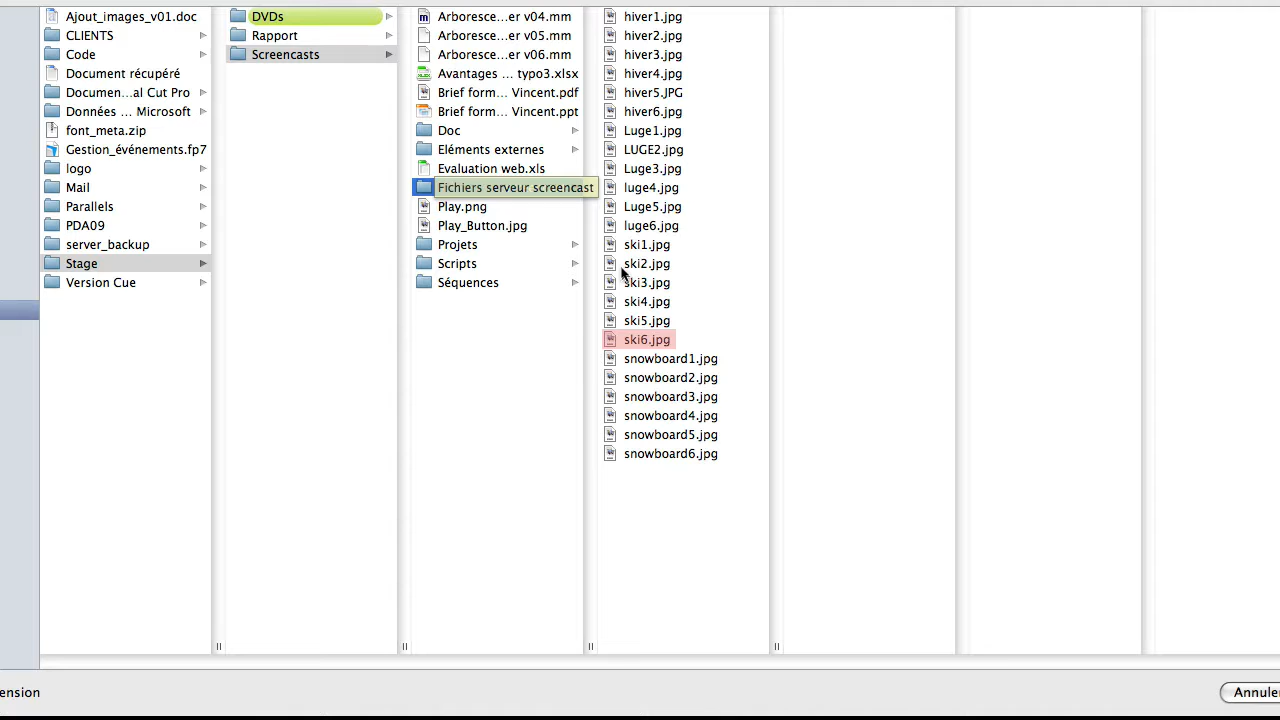 Ajout_images_v01.doc
CLIENTS
Code
Document récupéré
Documen...al Cut Pro
Données ... Microsoft
font_meta.zip
Gestion_événements.fp7
logo
Mail
Parallels
PDA09
server_backup
Stage
Version Cue
DVDs
Rapport
Screencasts
Arboresce...er v04.mm
Arboresce...er v05.mm
Arboresce...er v06.mm
Avantages ... typo3.xlsx
Brief form... Vincent.pdf
Brief form... Vincent.ppt
Doc
Eléments externes
Evaluation web.xls
Fichiers serveur screencast
Play.png
Play_Button.jpg
Projets
Scripts
Séquences
hiver1.jpg
hiver2.jpg
hiver3.jpg
hiver4.jpg
hiver5.JPG
hiver6.jpg
Luge1.jpg
LUGE2.jpg
Luge3.jpg
luge4.jpg
Luge5.jpg
luge6.jpg
ski1.jpg
ski2.jpg
ski3.jpg
ski4.jpg
ski5.jpg
ski6.jpg
snowboard1.jpg
snowboard2.jpg
snowboard3.jpg
snowboard4.jpg
snowboard5.jpg
snowboard6.jpg
ension
Annuler